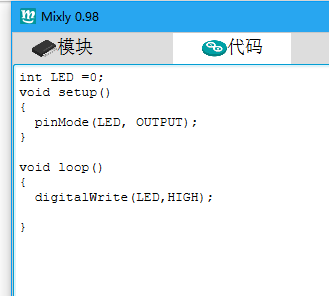 Mixly 0.98
模块
代码
int LED =0;
void setup()
{
  pinMode(LED, OUTPUT);
}

void loop()
{
  digitalWrite(LED,HIGH);

}